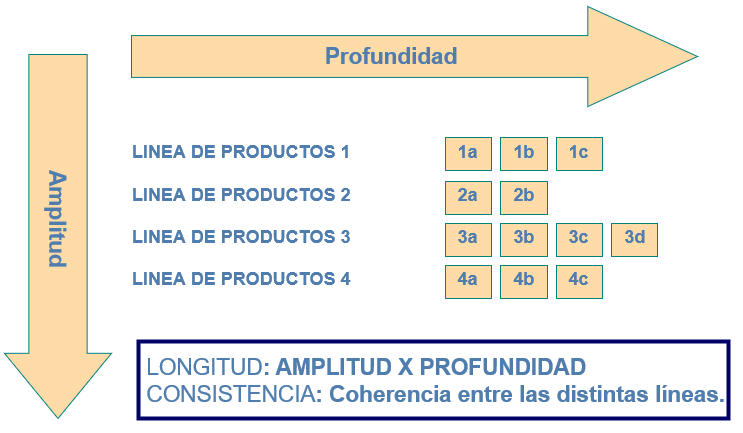 Profundidad
Amplitud
LINEA DE PRODUCTOS 1 1a 1b 1c
LINEA DE PRODUCTOS 2 2a 2b
LINEA DE PRODUCTOS 3 3a 3b 3c 3d
LINEA DE PRODUCTOS 4 4a 4b 4c
LONGITUD: AMPLITUD X PROFUNDIDAD
CONSISTENCIA: Coherencia entre las distintas líneas.